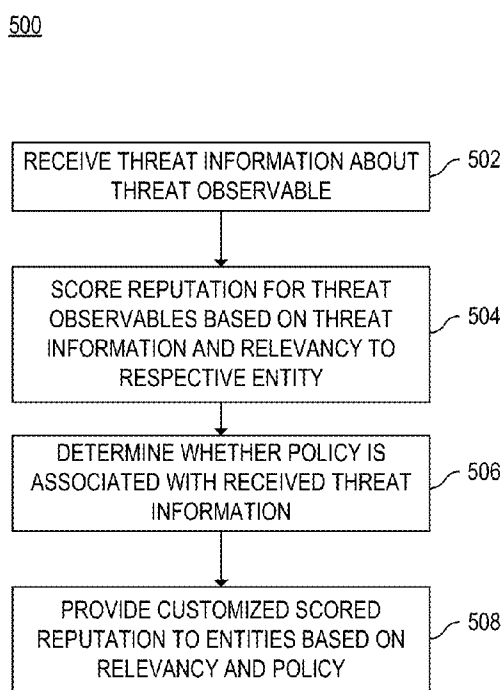 500
RECEIVE THREAT INFORMATION ABOUT
THREAT OBSERVABLE
502
SCORE REPUTATION FOR THREAT
OBSERVABLES BASED ON THREAT
INFORMATION AND RELEVANCY TO
RESPECTIVE ENTITY
504
DETERMINE WHETHER POLICY IS
ASSOCIATED WITH RECEIVED THREAT
INFORMATION
506
PROVIDE CUSTOMIZED SCORED
REPUTATION TO ENTITIES BASED ON
RELEVANCY AND POLICY
508